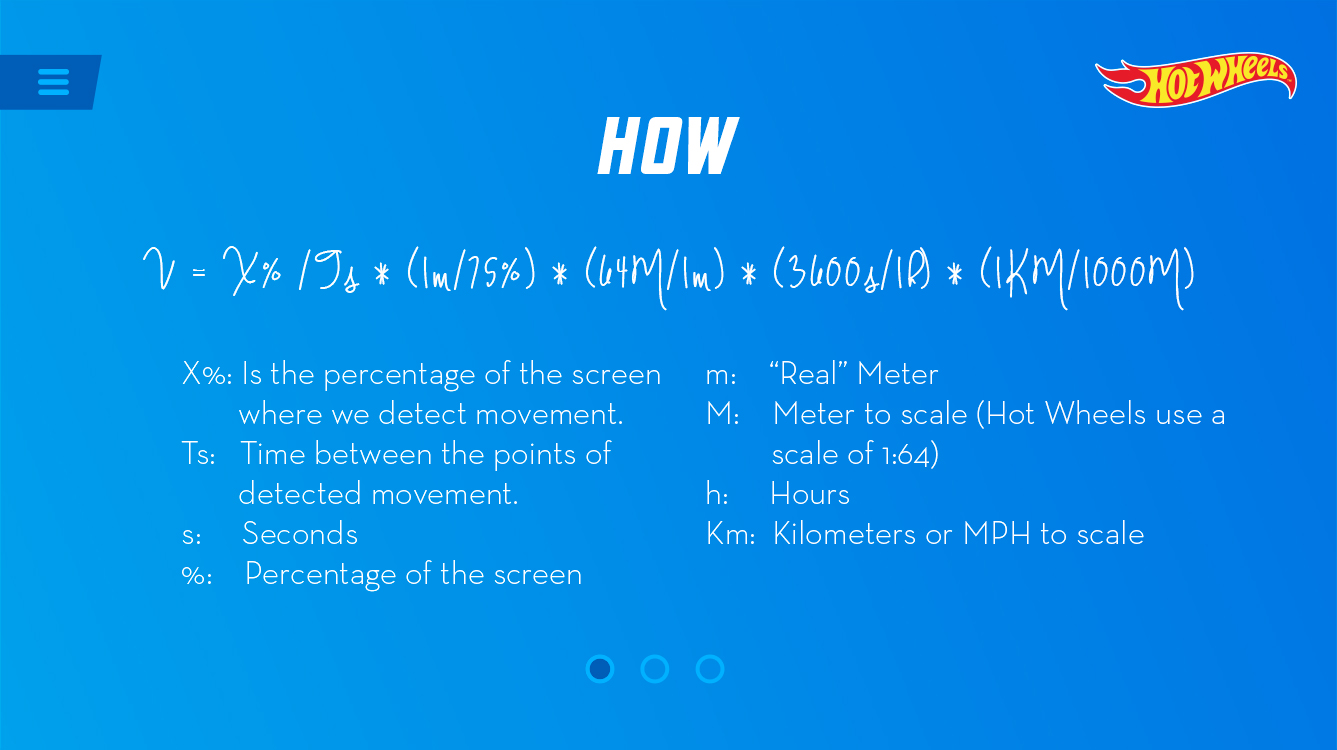 HOT WHEELS
HOW
V = X% /Ts * (1m/75%) * (64M/1m) * (3600s/1h) * (1KM/1000M)
X%: Is the percentage of the screen
where we detect movement.
Ts: Time between the points of
detected movement.
s: Seconds
%: Percentage of the screen
m: “Real” Meter
M: Meter to scale (Hot Wheels use a
scale of 1:64)
h: Hours
Km: Kilometers or MPH to scale